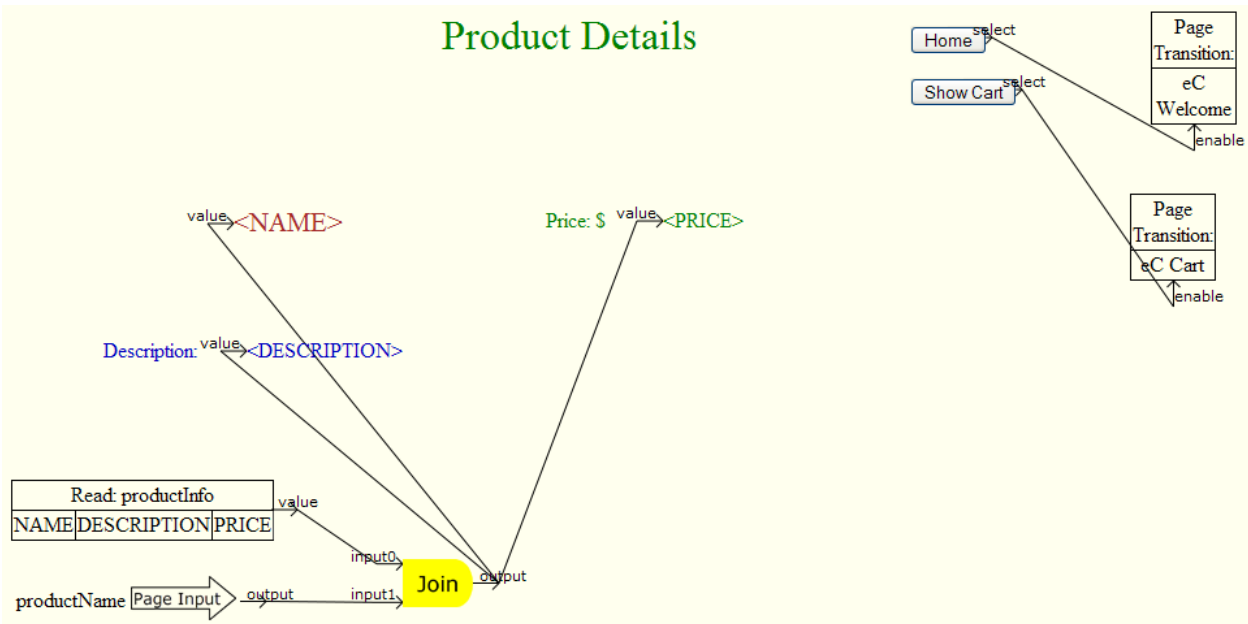 Product Details
Home
select
Show Cart
select
Page
Transition:
eC
Welcome
enable
value
<NAME>
Price: $ value <PRICE>
Page
Transition:
eC Cart
enable
Description: value <DESCRIPTION>
Read: productInfo
NAME DESCRIPTION PRICE
value
input0
Join
output
productName Page Input output
input1